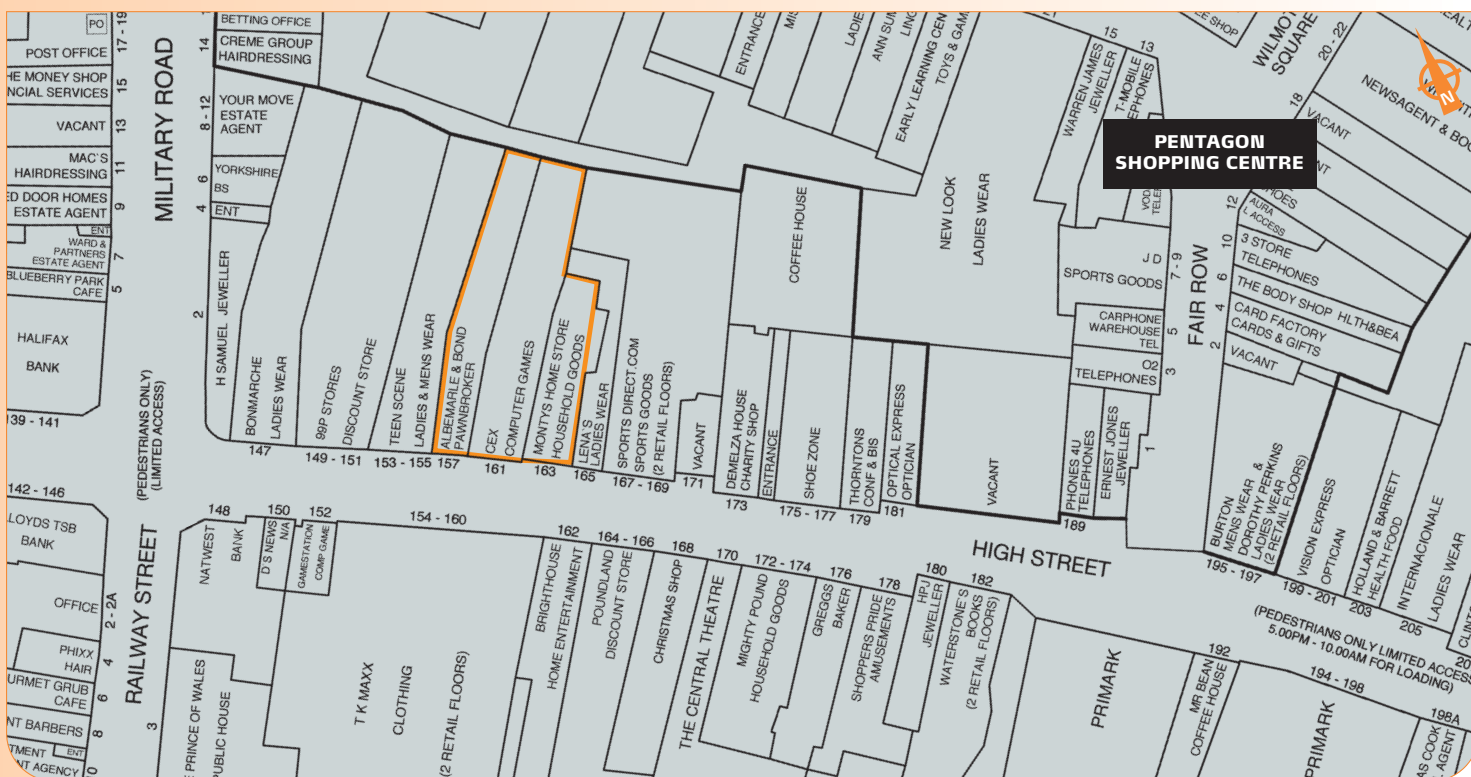 PO
17 - 19
POST OFFICE
HE MONEY SHOP
NCIAL SERVICES
15
VACANT
13
MAC'S
HAIRDRESSING
11
ED DOOR HOMES
ESTATE AGENT
9
ENT
WARD &
PARTNERS
ESTATE AGENT
7
BLUEBERRY PARK
CAFE
5
HALIFAX
BANK
139 - 141
MILITARY ROAD
(PEDESTRIANS ONLY)
(LIMITED ACCESS)
BETTING OFFICE
14
CREME GROUP
HAIRDRESSING
8 - 12
YOUR MOVE
ESTATE
AGENT
6
YORKSHIRE
BS
4
ENT
2
H SAMUEL JEWELLER
BONMARCHE
LADIES WEAR
147
99P STORES
DISCOUNT STORE
149 - 151
TEEN SCENE
LADIES & MENS WEAR
153 - 155
ALBEMARLE & BOND
PAWNBROKER
157
CEX
COMPUTER GAMES
161
MONTYS HOME STORE
HOUSEHOLD GOODS
163
LENA'S
LADIES WEAR
165
SPORTS DIRECT.COM
SPORTS GOODS
(2 RETAIL FLOORS)
167 - 169
VACANT
171
DEMELZA HOUSE
CHARITY SHOP
173
ENTRANCE
SHOE ZONE
175 - 177
THORNTONS
CONF & BIS
179
OPTICAL EXPRESS
OPTICIAN
181
VACANT
PHONES 4U
TELEPHONES
189
ERNEST JONES
JEWELLER
1
COFFEE HOUSE
ENTRANCE
LADIE
ANN SUM
LING
EARLY LEARNING CEN
TOYS & GAM
NEW LOOK
LADIES WEAR
15
WARREN JAMES
JEWELLER
13
T-MOBILE
EPHONES
PENTAGON
SHOPPING CENTRE
J D
SPORTS GOODS
7 - 9
CARPHONE
WAREHOUSE
TEL
5
O2
TELEPHONES
3
FAIR ROW
WILMOT
SQUARE
20 - 22
E SHOP
NEWSAGENT & BOO
18
VACANT
NT
12
AURA
L ACCESS
10
3 STORE
TELEPHONES
6
THE BODY SHOP HLTH&BEA
4
CARD FACTORY
CARDS & GIFTS
2
VACANT
N
BURTON
MENS WEAR &
DOROTHY PERKINS
LADIES WEAR
(2 RETAIL FLOORS)
195 - 197
VISION EXPRESS
OPTICIAN
199 - 201
HOLLAND & BARRETT
HEALTH FOOD
203
INTERNACIONALE
LADIES WEAR
205
CLINT
HIGH STREET
(PEDESTRIANS ONLY LIMITED ACCESS
5.00PM - 10.00AM FOR LOADING)
142 - 146
LOYDS TSB
BANK
OFFICE
2 - 2A
PHIXX
HAIR
4
URMET GRUB
CAFE
6
NT BARBERS
8
ENT
TMENT
NT AGENCY
10
RAILWAY STREET
3
148
NATWEST
BANK
150
D S NEWS
N/A
152
GAMESTATION
COMP GAME
PRINCE OF WALES
PUBLIC HOUSE
154 - 160
T K MAXX
CLOTHING
(2 RETAIL FLOORS)
162
BRIGHTHOUSE
HOME ENTERTAINMENT
164 - 166
POUNDLAND
DISCOUNT STORE
168
CHRISTMAS SHOP
170
THE CENTRAL THEATRE
172 - 174
MIGHTY POUND
HOUSEHOLD GOODS
176
GREGGS
BAKER
178
SHOPPERS PRIDE
AMUSEMENTS
180
HPJ
JEWELLER
182
WATERSTONE'S
BOOKS
(2 RETAIL FLOORS)
PRIMARK
192
MR BEAN
COFFEE HOUSE
194 - 198
PRIMARK
198A
AS COOK